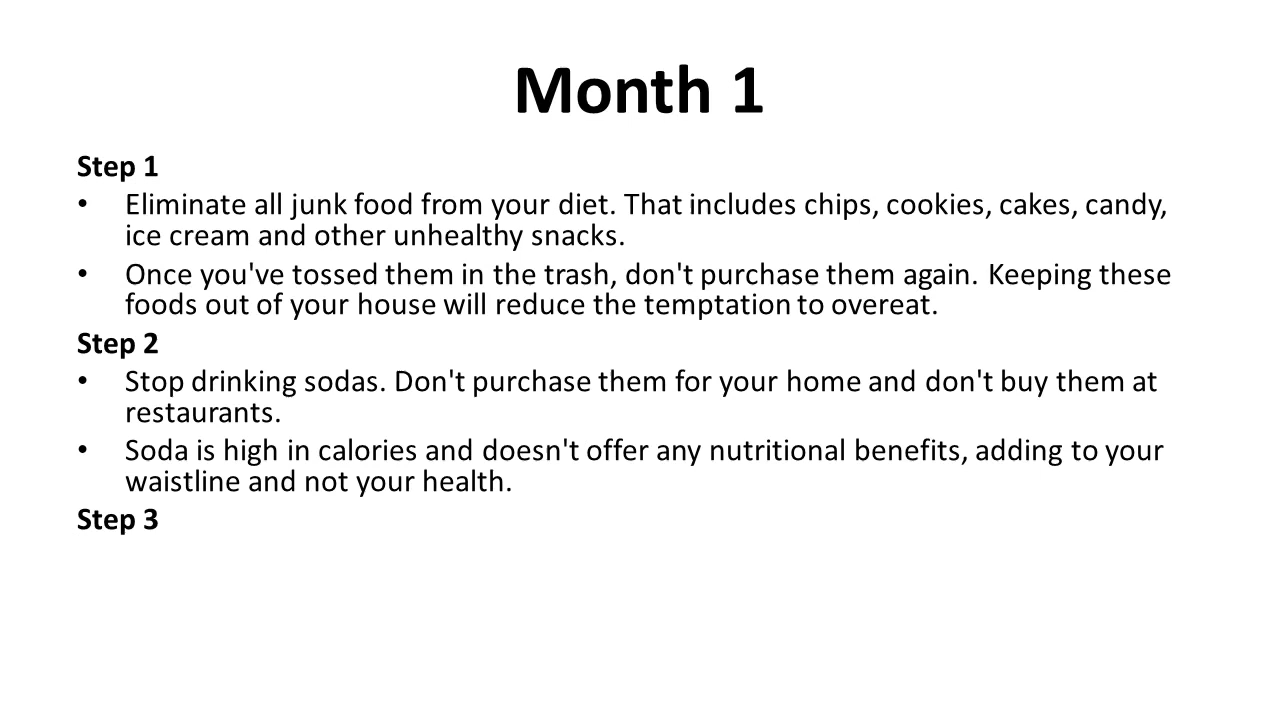 Month 1
Step 1
• Eliminate all junk food from your diet. That includes chips, cookies, cakes, candy,
ice cream and other unhealthy snacks.
• Once you've tossed them in the trash, don't purchase them again. Keeping these
foods out of your house will reduce the temptation to overeat.
Step 2
• Stop drinking sodas. Don't purchase them for your home and don't buy them at
restaurants.
• Soda is high in calories and doesn't offer any nutritional benefits, adding to your
waistline and not your health.
Step 3